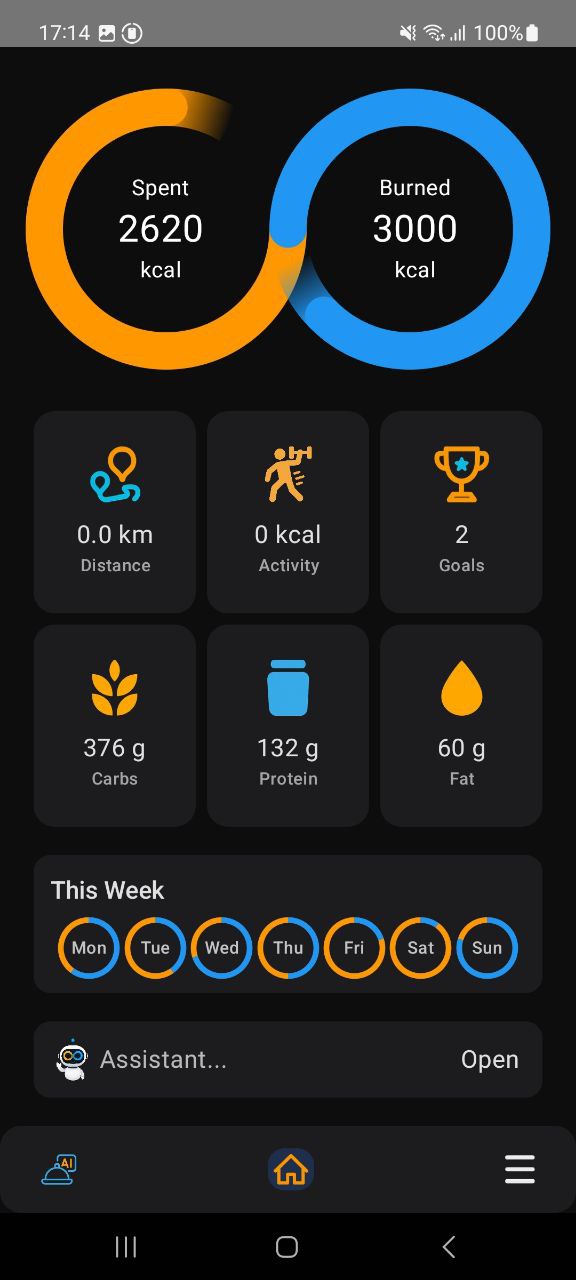 17:14 100%
Spent Burned
2620 3000
kcal kcal
0.0 km 0 kcal 2
Distance Activity Goals
376 g 132 g 60 g
Carbs Protein Fat
This Week
Mon Tue Wed Thu Fri Sat Sun
Assistant... Open
AI